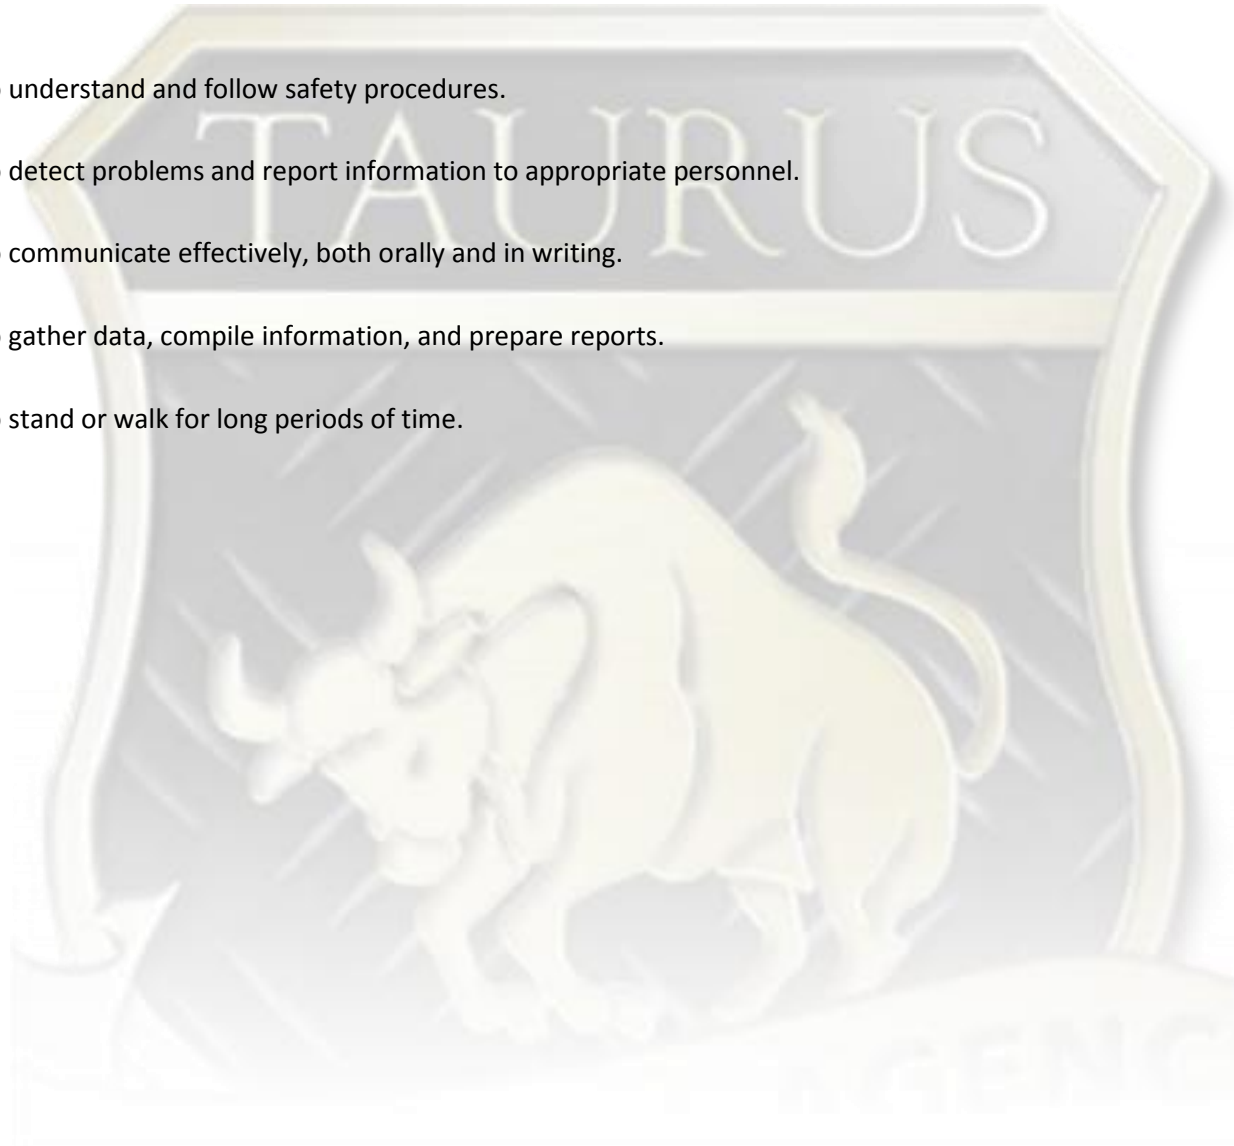 TAURUS
o understand and follow safety procedures.
o detect problems and report information to appropriate personnel.
o communicate effectively, both orally and in writing.
o gather data, compile information, and prepare reports.
o stand or walk for long periods of time.
AGENC